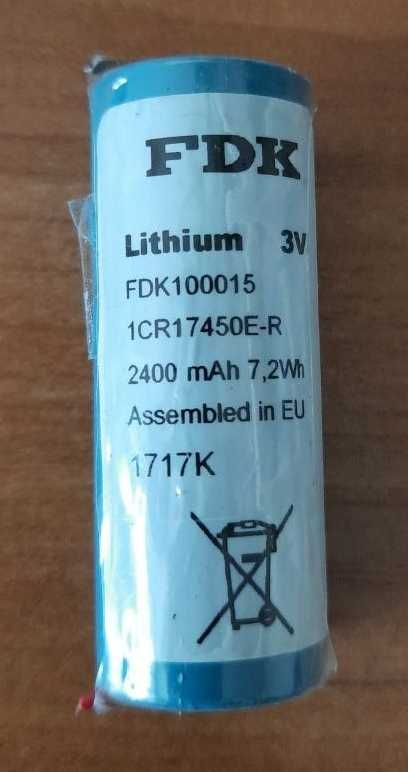 FDK
Lithium 3V
FDK100015
1CR17450E-R
2400 mAh 7,2Wh
Assembled in EU
1717K